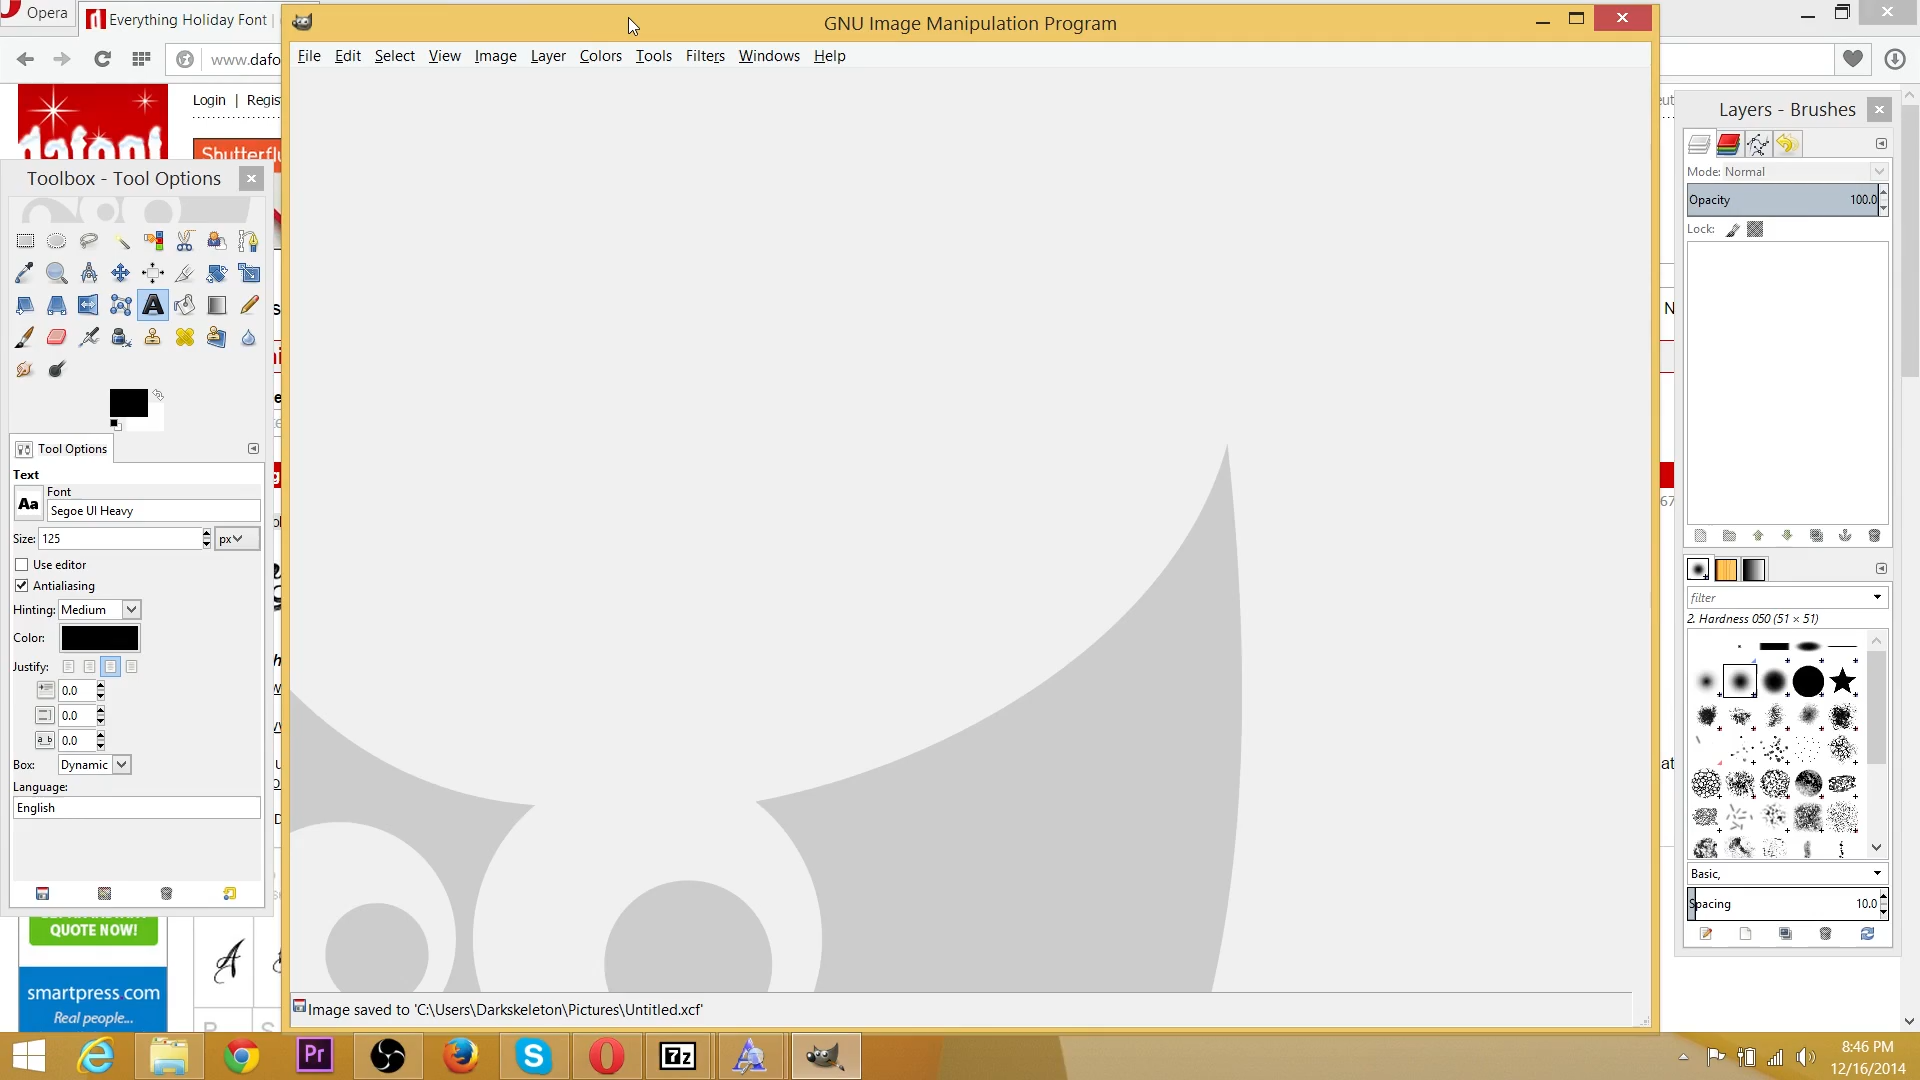 Opera
Everything Holiday Font |
GNU Image Manipulation Program
www.dafo
File Edit Select View Image Layer Colors Tools Filters Windows Help
Login | Regis
dafont
Shutterfl
Layers - Brushes
Mode: Normal
Opacity 100.0
Lock:
Toolbox - Tool Options
Tool Options
Text
Font
Aa
Segoe UI Heavy
Size: 125 px
Use editor
Antialiasing
Hinting: Medium
Color:
Justify:
0.0
0.0
a_b 0.0
Box: Dynamic
Language:
English
filter
2. Hardness 050 (51 × 51)
Basic,
Spacing 10.0
QUOTE NOW!
A
smartpress.com
Real people...
Image saved to 'C:\Users\Darkskeleton\Pictures\Untitled.xcf'
Pr
7z
8:46 PM
12/16/2014